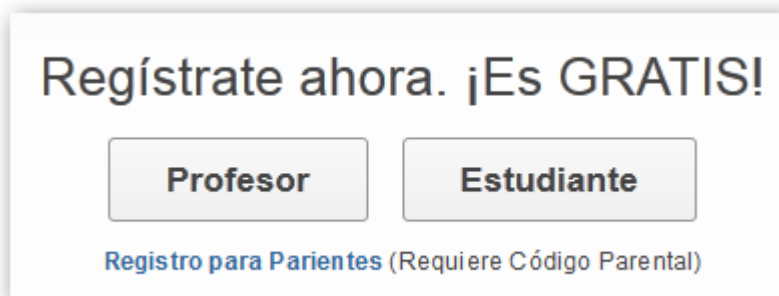 Regístrate ahora. ¡Es GRATIS!
Profesor Estudiante
Registro para Parientes (Requiere Código Parental)